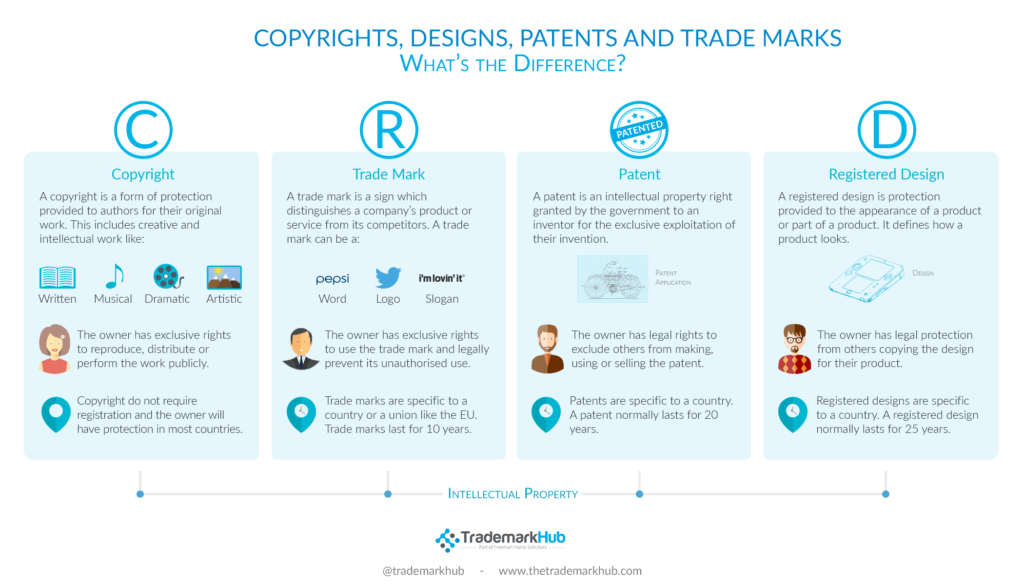 COPYRIGHTS, DESIGNS, PATENTS AND TRADE MARKS
WHAT'S THE DIFFERENCE?
C
Copyright
A copyright is a form of protection
provided to authors for their original
work. This includes creative and
intellectual work like:
Written Musical Dramatic Artistic
The owner has exclusive rights
to reproduce, distribute or
perform the work publicly.
Copyright do not require
registration and the owner will
have protection in most countries.
R
Trade Mark
A trade mark is a sign which
distinguishes a company's product or
service from its competitors. A trade
mark can be a:
pepsi
i'm lovin' it®
Word Logo Slogan
The owner has exclusive rights
to use the trade mark and legally
prevent its unauthorised use.
Trade marks are specific to a
country or a union like the EU.
Trade marks last for 10 years.
PATENTED
Patent
A patent is an intellectual property right
granted by the government to an
inventor for the exclusive exploitation of
their invention.
PATENT
APPLICATION
The owner has legal rights to
exclude others from making,
using or selling the patent.
Patents are specific to a country.
A patent normally lasts for 20
years.
D
Registered Design
A registered design is protection
provided to the appearance of a product
or part of a product. It defines how a
product looks.
DESIGN
The owner has legal protection
from others copying the design
for their product.
Registered designs are specific
to a country. A registered design
normally lasts for 25 years.
INTELLECTUAL PROPERTY
TrademarkHub
Part of Freeman Harris Solicitors
@trademarkhub - www.thetrademarkhub.com